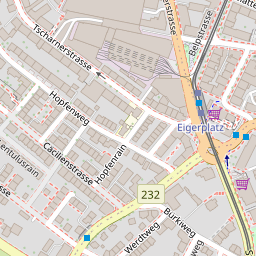 Tscharnerstrasse
Belpstrasse
Eigerplatz
Hopfenweg
Hopfenrain
Cäcilienstrasse
232
Burkiweg
Werdtweg